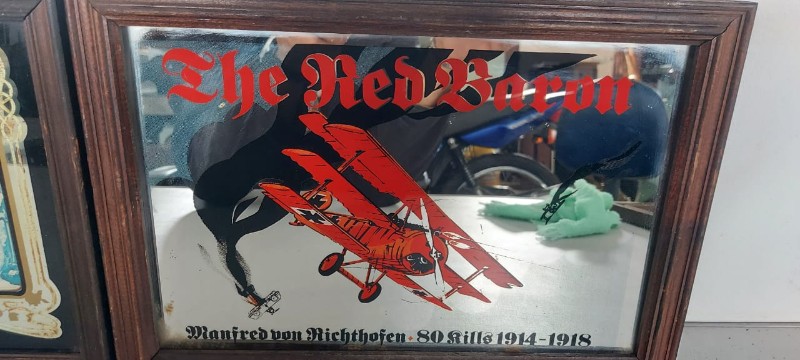 The Red Baron
Manfred von Richthofen · 80 Kills 1914-1918